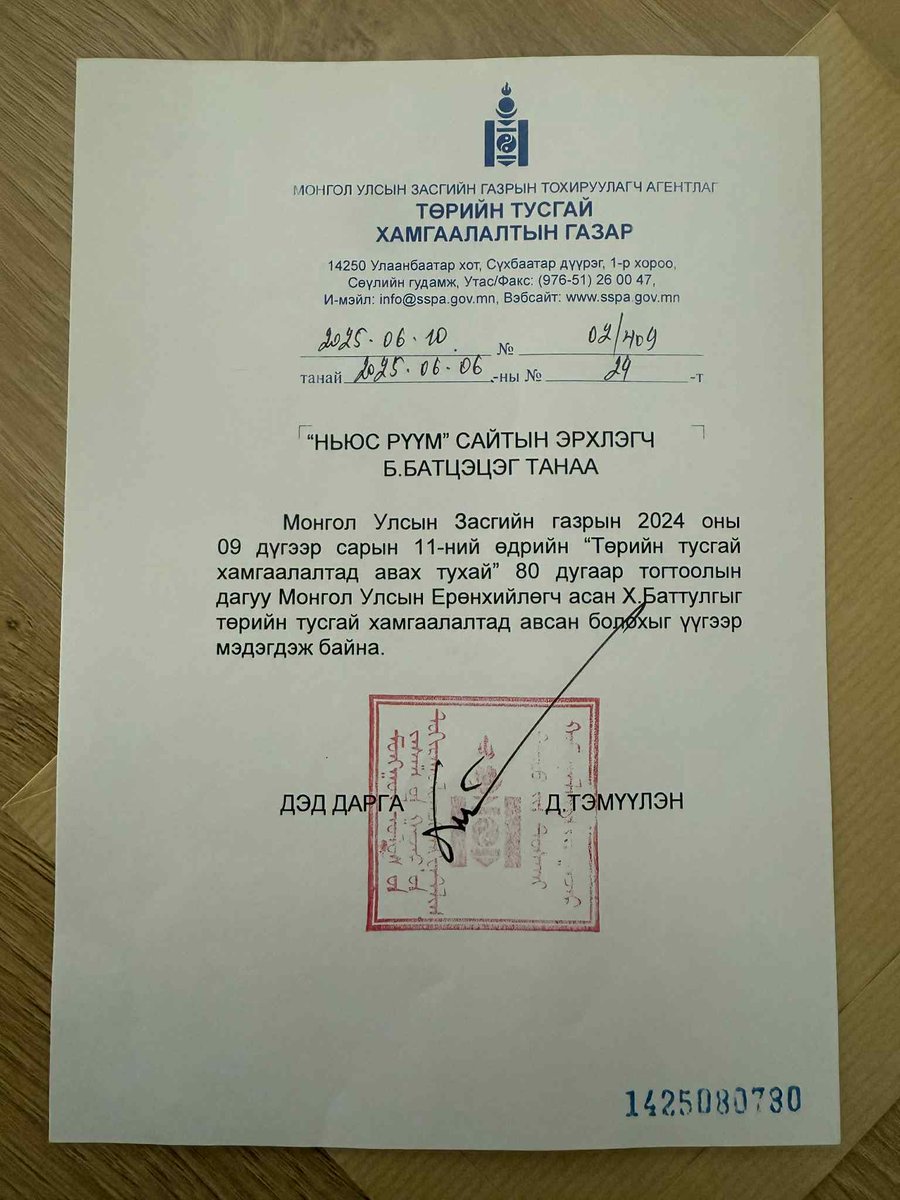 МОНГОЛ УЛСЫН ЗАСГИЙН ГАЗРЫН ТОХИРУУЛАГЧ АГЕНТЛАГ
ТӨРИЙН ТУСГАЙ
ХАМГААЛАЛТЫН ГАЗАР
14250 Улаанбаатар хот, Сүхбаатар дүүрэг, 1-р хороо,
Сөүлийн гудамж, Утас/Факс: (976-51) 26 00 47,
И-мэйл: info@sspa.gov.mn, Вэбсайт: www.sspa.gov.mn
2025.06.10 № 02/409
танай 2025.06.06 -ны № 24 -т
“НЬЮС РҮҮМ” САЙТЫН ЭРХЛЭГЧ
Б.БАТЦЭЦЭГ ТАНАА
Монгол Улсын Засгийн газрын 2024 оны
09 дүгээр сарын 11-ний өдрийн “Төрийн тусгай
хамгаалалтад авах тухай” 80 дугаар тогтоолын
дагуу Монгол Улсын Ерөнхийлөгч асан Х.Баттулгыг
төрийн тусгай хамгаалалтад авсан болохыг үүгээр
мэдэгдэж байна.
ДЭД ДАРГА Д.ТЭМҮҮЛЭН
1425080780